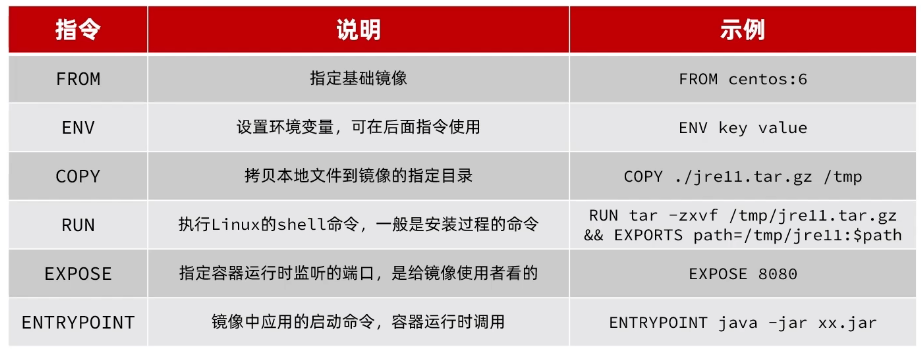 指令 说明 示例
FROM 指定基础镜像 FROM centos:6
ENV 设置环境变量，可在后面指令使用 ENV key value
COPY 拷贝本地文件到镜像的指定目录 COPY ./jre11.tar.gz /tmp
RUN 执行Linux的shell命令，一般是安装过程的命令 RUN tar -zxvf /tmp/jre11.tar.gz
&& EXPORTS path=/tmp/jre11:$path
EXPOSE 指定容器运行时监听的端口，是给镜像使用者看的 EXPOSE 8080
ENTRYPOINT 镜像中应用的启动命令，容器运行时调用 ENTRYPOINT java -jar xx.jar